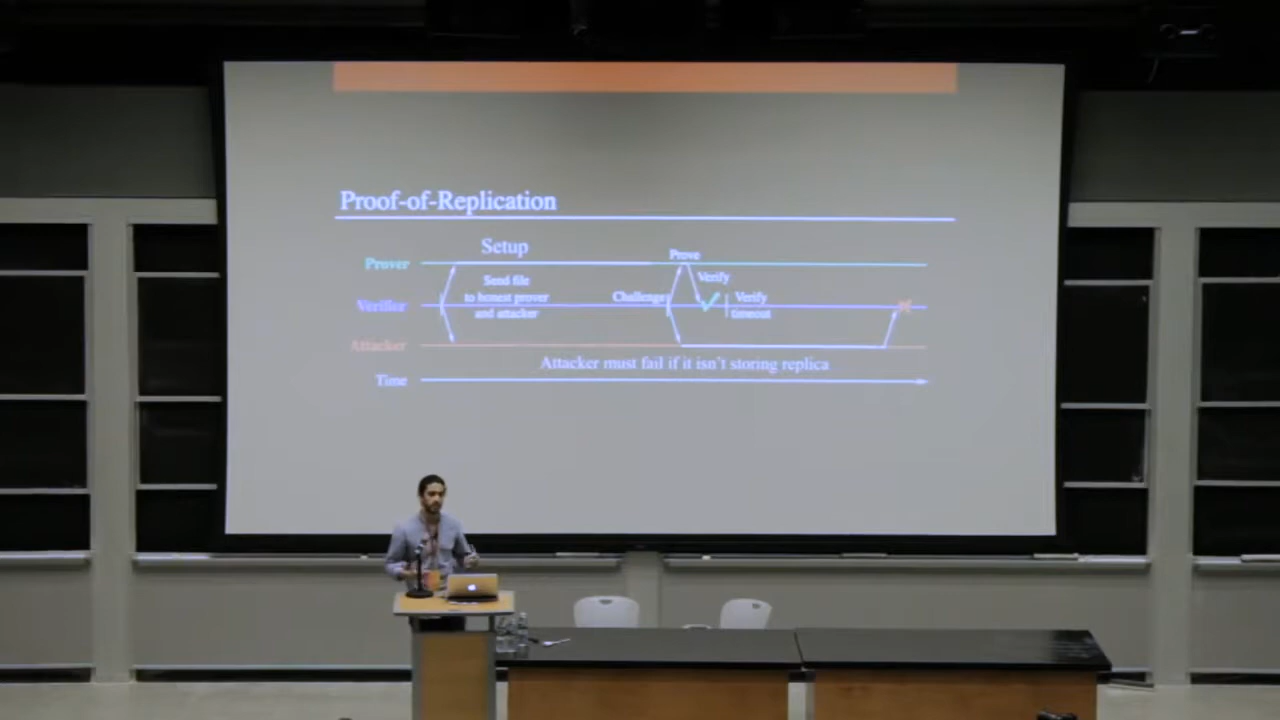 Proof-of-Replication
Setup
Prove
Prover
Send file
to honest prover
and attacker
Verify
Challenge
Verifier
Verify
timeout
Attacker
Attacker must fail if it isn't storing replica
Time